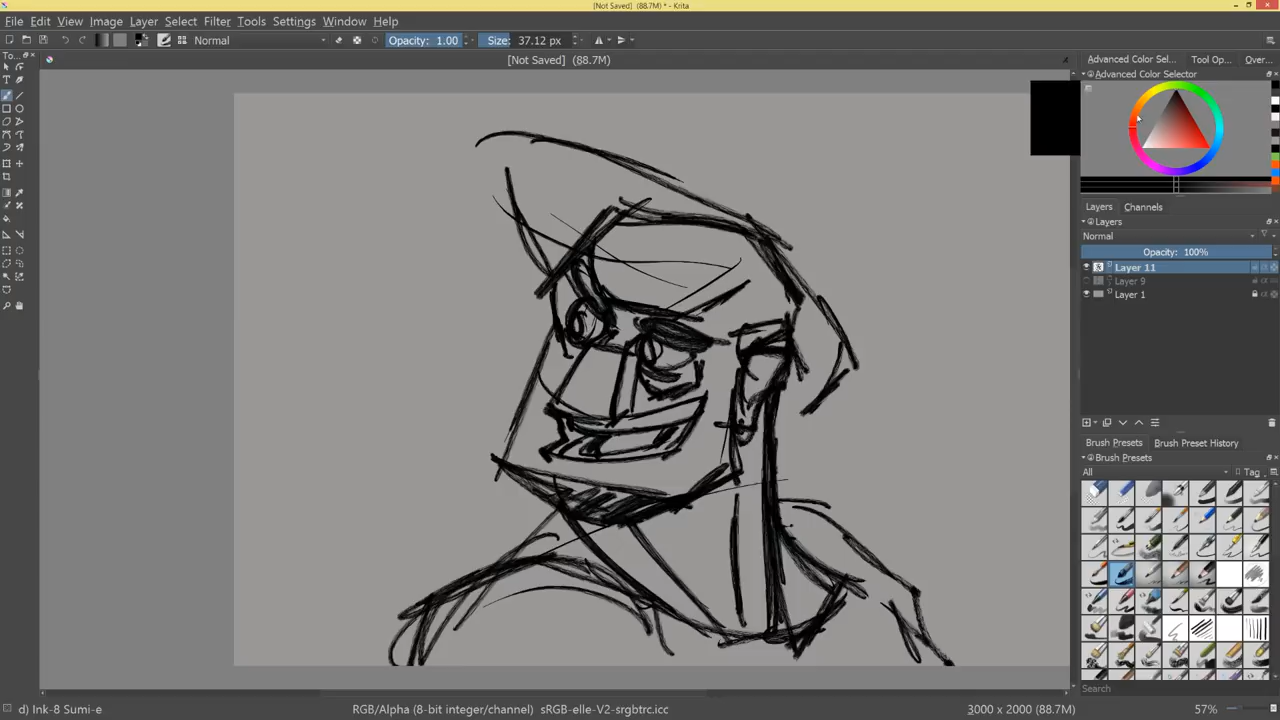 [Not Saved] (88.7M) * - Krita
File Edit View Image Layer Select Filter Tools Settings Window Help
Normal Opacity: 1.00 Size: 37.12 px
[Not Saved] (88.7M)
To...
Advanced Color Sel... Tool Op... Over...
Advanced Color Selector
Layers Channels
Layers
Normal
Opacity: 100%
Layer 11
Layer 9
Layer 1
Brush Presets Brush Preset History
Brush Presets
All Tag
Search
d) Ink-8 Sumi-e RGB/Alpha (8-bit integer/channel) sRGB-elle-V2-srgbtrc.icc 3000 x 2000 (88.7M) 57%